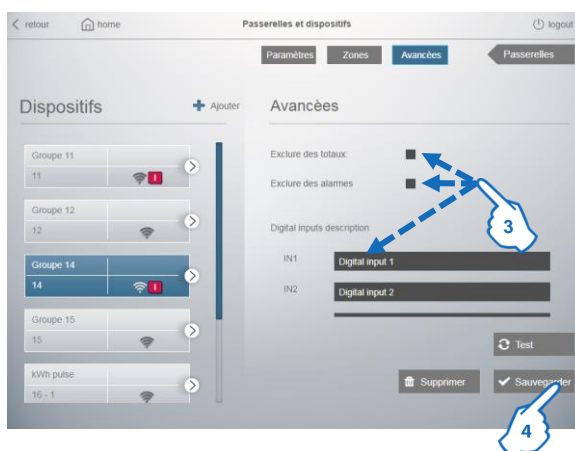 retour home Passerelles et dispositifs logout
Paramètres Zones Avancèes Passerelles
Dispositifs Ajouter Avancèes
Groupe 11
11 I
Groupe 12
12
Groupe 14
14 I
Groupe 15
15
kWh pulse
16 - 1
Exclure des totaux:
Exclure des alarmes
3
Digital inputs description
IN1 Digital input 1
IN2 Digital input 2
Test
Supprimer Sauvegarder
4